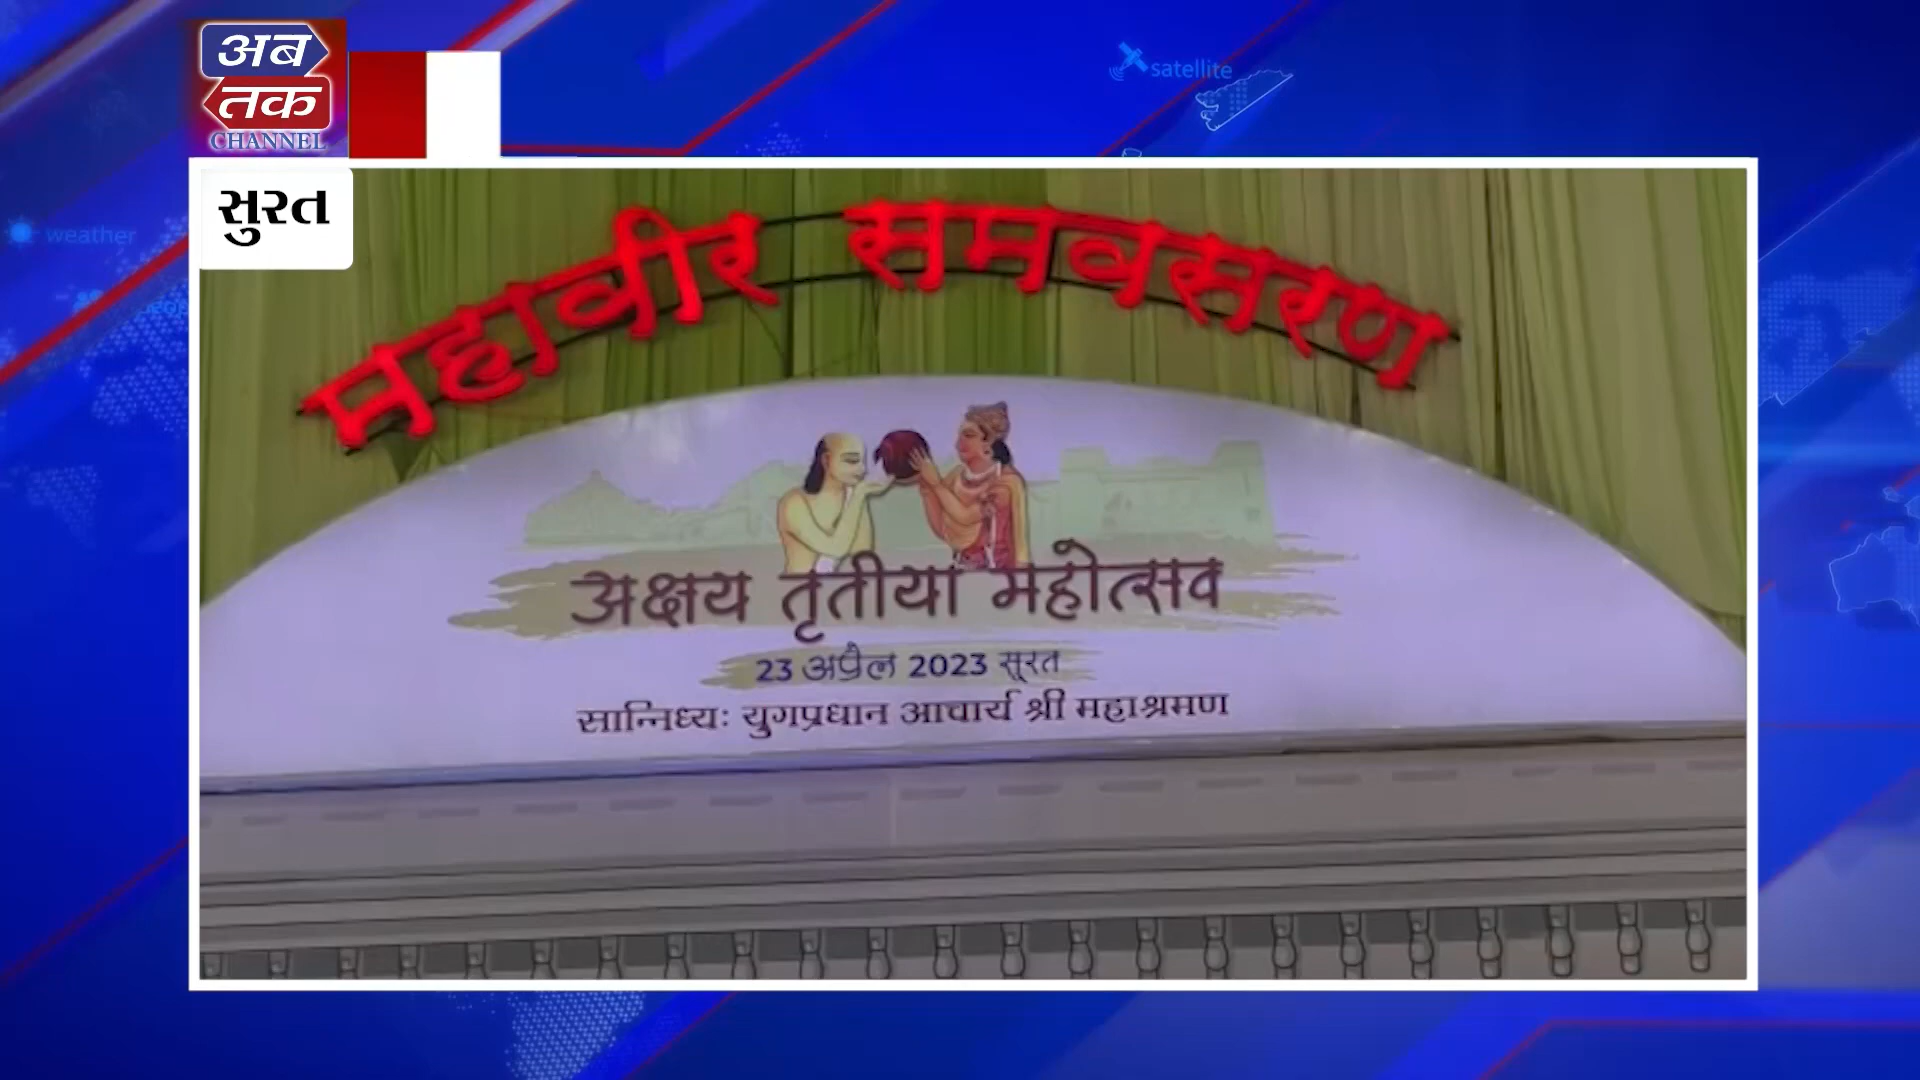 अब
तक
CHANNEL
satellite
સુરત
weather
महावीर समवसरण
अक्षय तृतीया महोत्सव
23 अप्रैल 2023 सूरत
सान्निध्यः युगप्रधान आचार्य श्री महाश्रमण